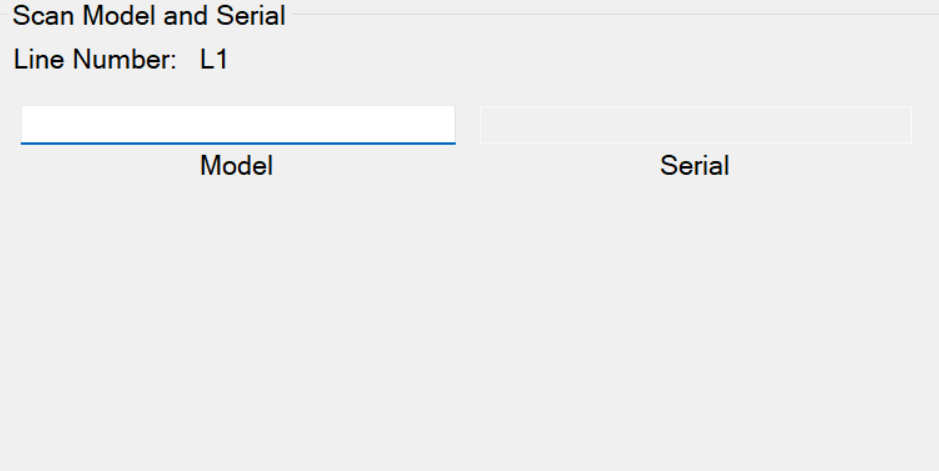 Scan Model and Serial
Line Number: L1
Model Serial